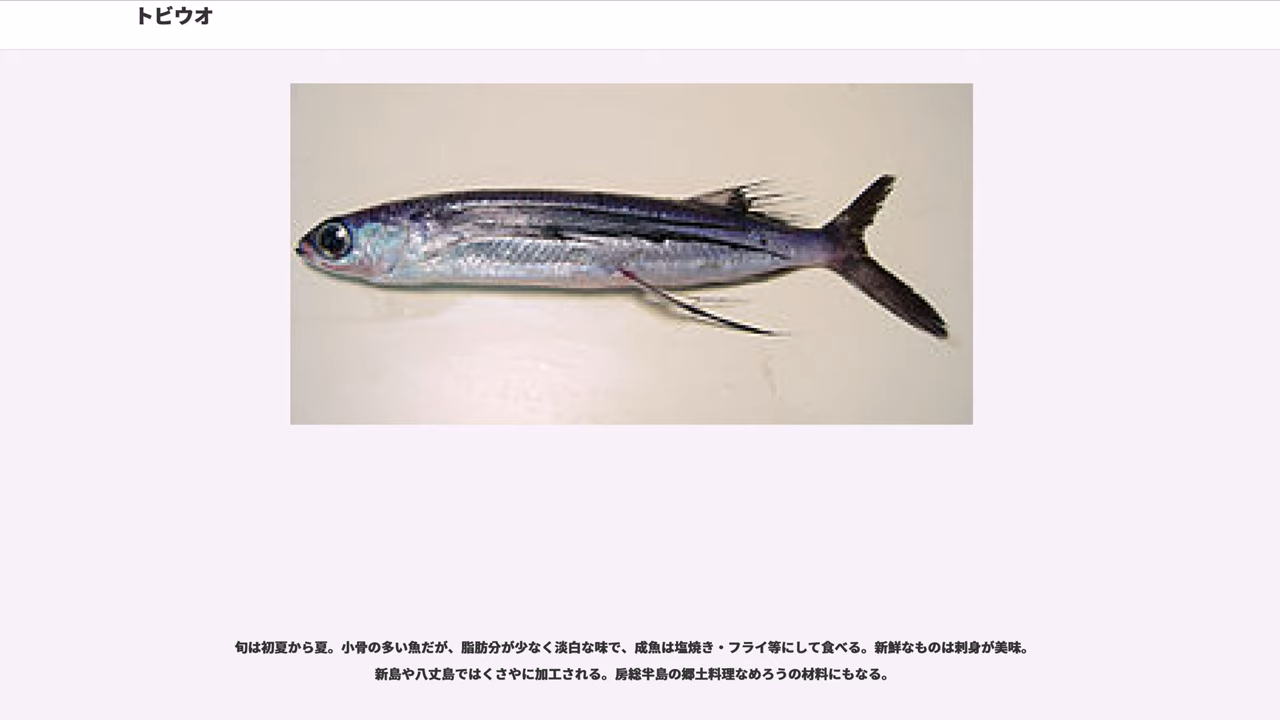 トビウオ
旬は初夏から夏。小骨の多い魚だが、脂肪分が少なく淡白な味で、成魚は塩焼き・フライ等にして食べる。新鮮なものは刺身が美味。
新島や八丈島ではくさやに加工される。房総半島の郷土料理なめろうの材料にもなる。